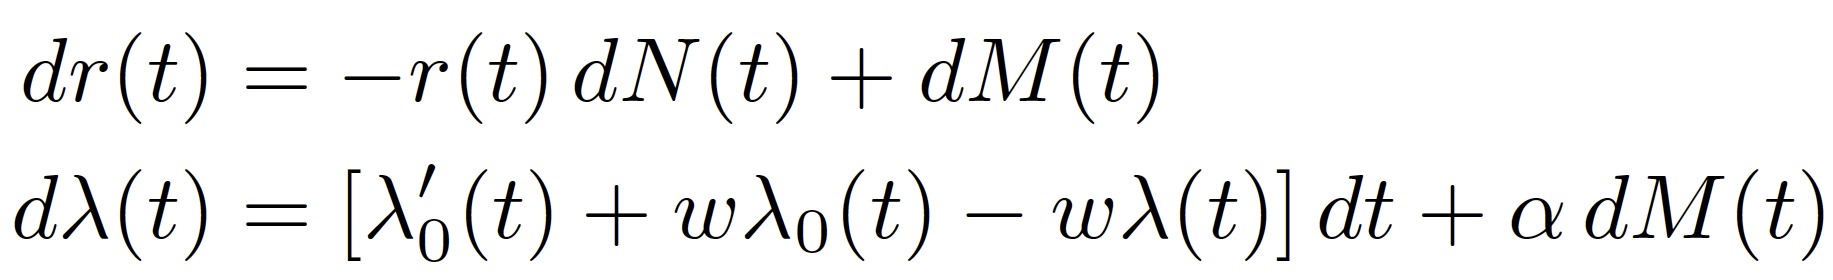 dr(t) = −r(t) dN(t) + dM(t)
dλ(t) = [λ′₀(t) + wλ₀(t) − wλ(t)] dt + α dM(t)